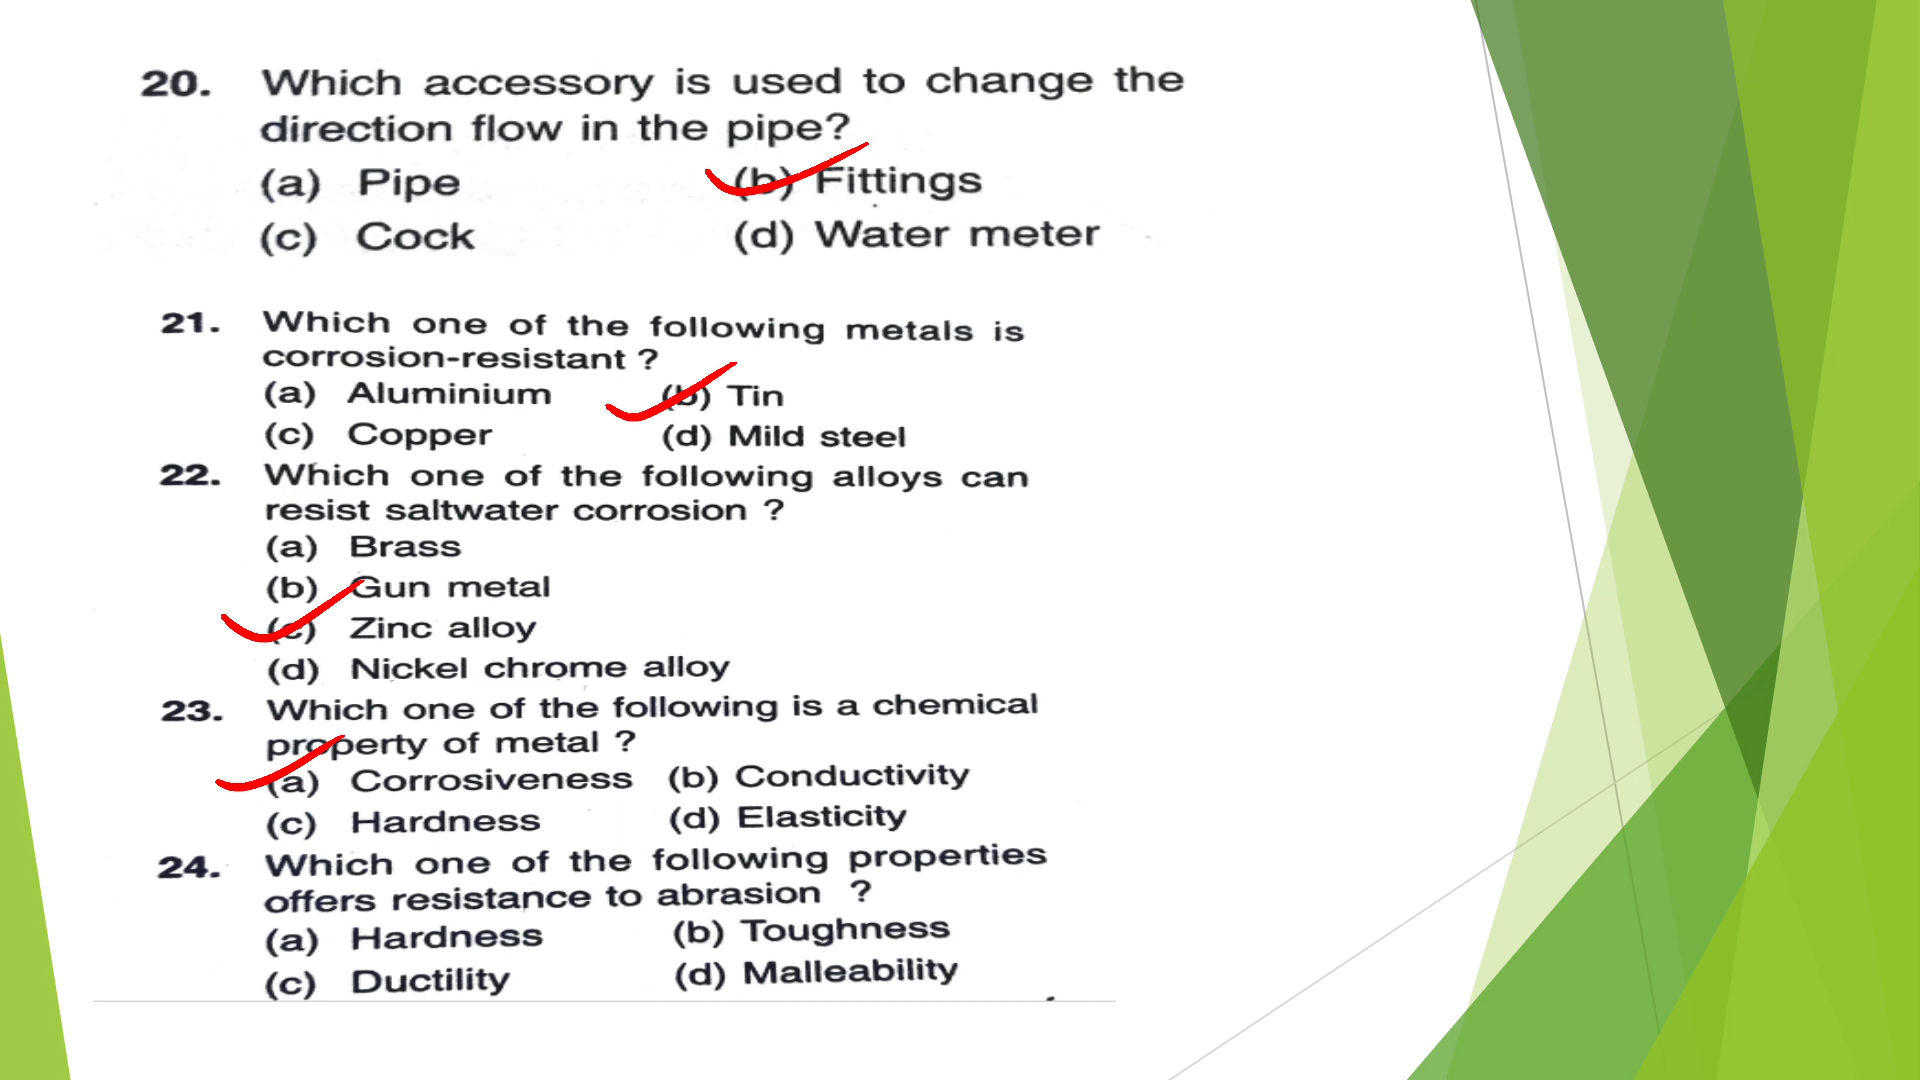 20. Which accessory is used to change the
direction flow in the pipe?
(a) Pipe (b) Fittings
(c) Cock (d) Water meter
21. Which one of the following metals is
corrosion-resistant ?
(a) Aluminium (b) Tin
(c) Copper (d) Mild steel
22. Which one of the following alloys can
resist saltwater corrosion ?
(a) Brass
(b) Gun metal
(c) Zinc alloy
(d) Nickel chrome alloy
23. Which one of the following is a chemical
property of metal ?
(a) Corrosiveness (b) Conductivity
(c) Hardness (d) Elasticity
24. Which one of the following properties
offers resistance to abrasion ?
(a) Hardness (b) Toughness
(c) Ductility (d) Malleability